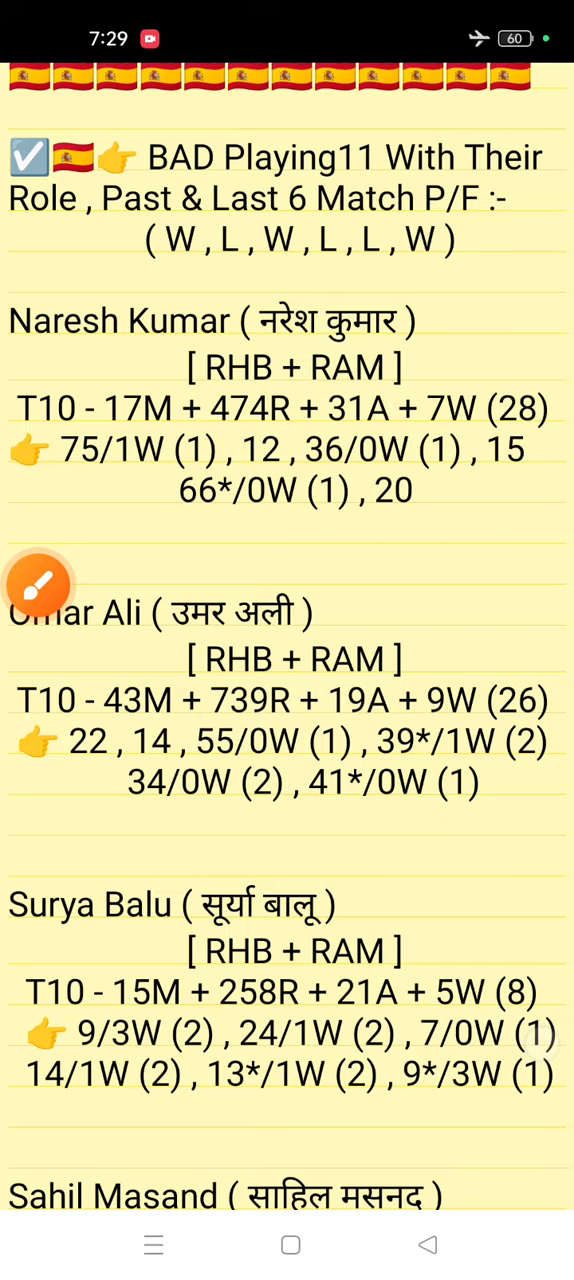 7:29
60
BAD Playing11 With Their
Role , Past & Last 6 Match P/F :-
( W , L , W , L , L , W )
Naresh Kumar ( नरेश कुमार )
[ RHB + RAM ]
T10 - 17M + 474R + 31A + 7W (28)
75/1W (1) , 12 , 36/0W (1) , 15
66*/0W (1) , 20
Omar Ali ( उमर अली )
[ RHB + RAM ]
T10 - 43M + 739R + 19A + 9W (26)
22 , 14 , 55/0W (1) , 39*/1W (2)
34/0W (2) , 41*/0W (1)
Surya Balu ( सूर्या बालू )
[ RHB + RAM ]
T10 - 15M + 258R + 21A + 5W (8)
9/3W (2) , 24/1W (2) , 7/0W (1)
14/1W (2) , 13*/1W (2) , 9*/3W (1)
Sahil Masand ( साहिल मसनद )